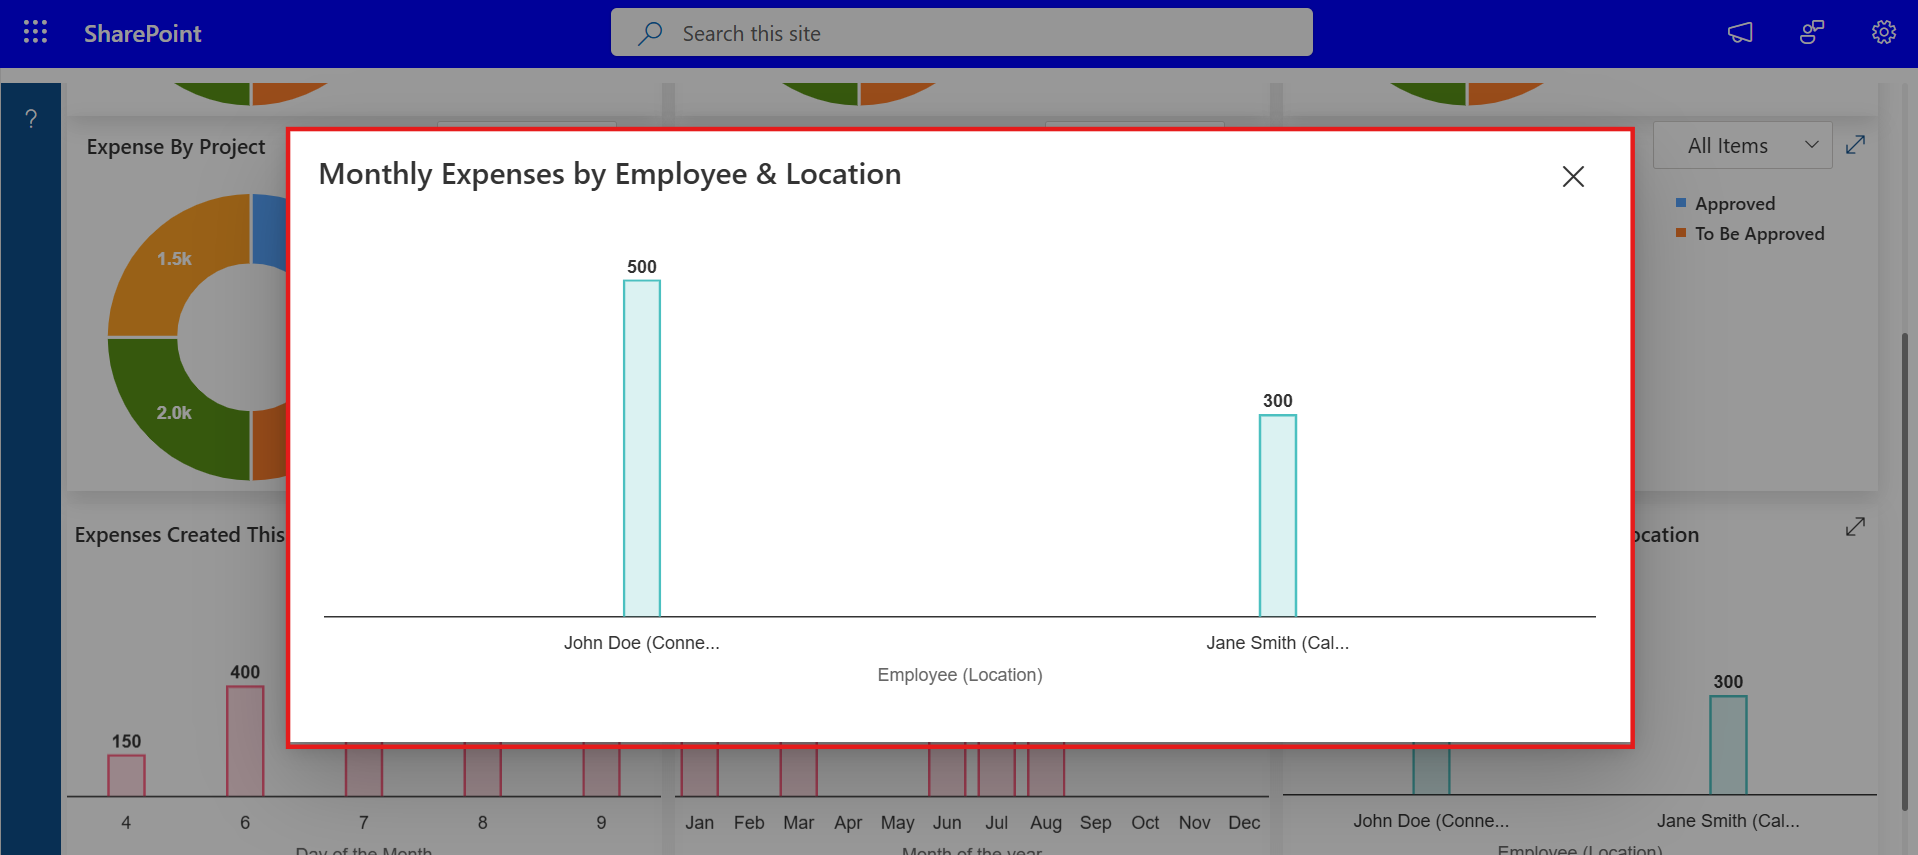 SharePoint
Search this site
?
Expense By Project
All Items
Approved
To Be Approved
1.5k
2.0k
Monthly Expenses by Employee & Location
500
300
John Doe (Conne...
Jane Smith (Cal...
Employee (Location)
Expenses Created This
ocation
150
400
4 6 7 8 9
Day of the Month
Jan Feb Mar Apr May Jun Jul Aug Sep Oct Nov Dec
Month of the year
300
John Doe (Conne...
Jane Smith (Cal...
Employee (Location)